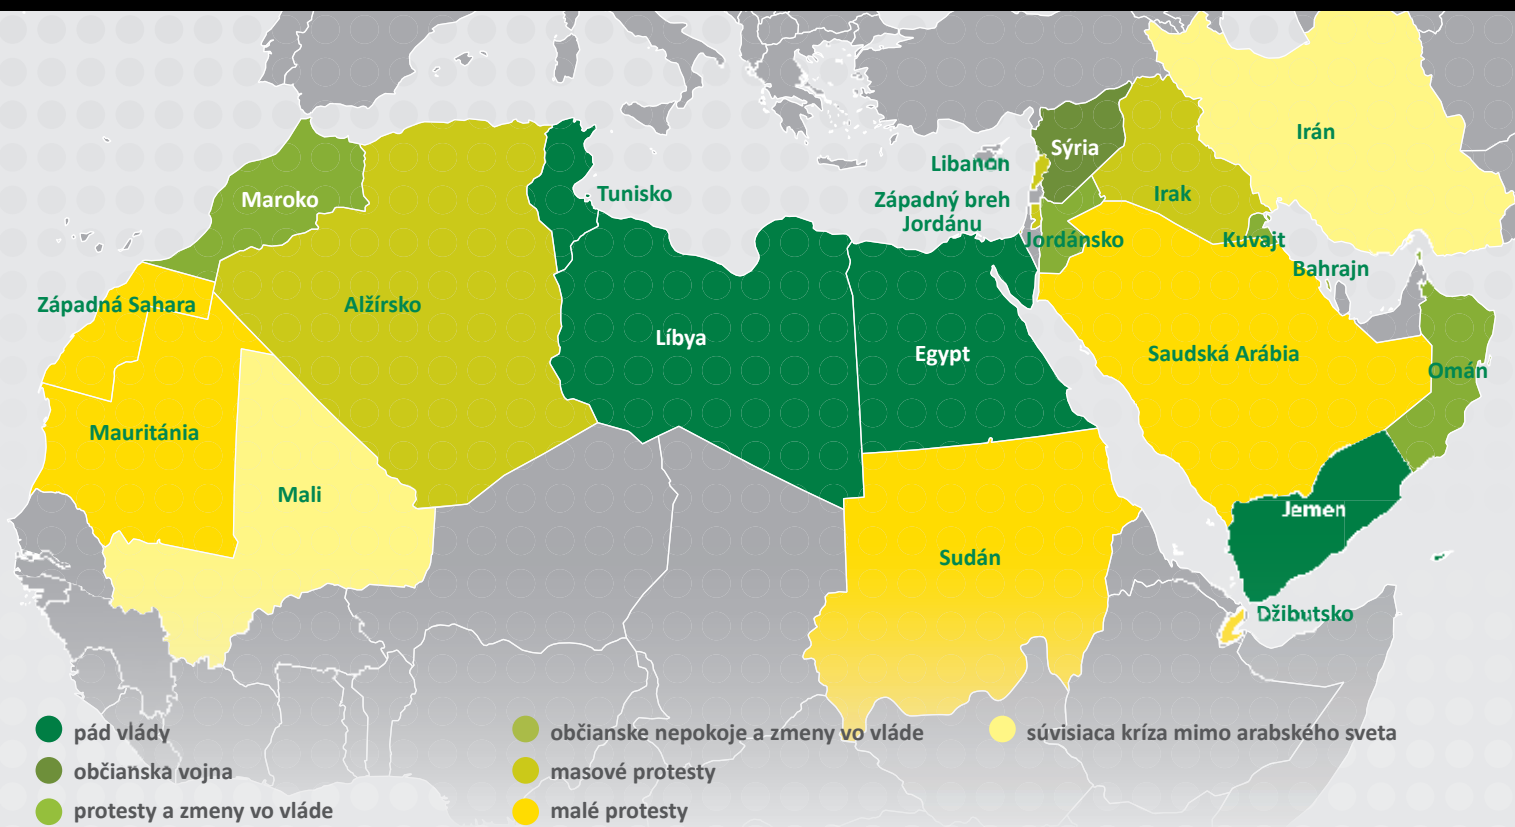 Irán
Sýria
Libanon
Maroko
Tunisko
Irak
Západný breh
Jordánu
Jordánsko
Kuvajt
Bahrajn
Západná Sahara
Alžírsko
Líbya
Egypt
Saudská Arábia
Omán
Mauritánia
Mali
Jemen
Sudán
Džibutsko
pád vlády
občianska vojna
protesty a zmeny vo vláde
občianske nepokoje a zmeny vo vláde
masové protesty
malé protesty
súvisiaca kríza mimo arabského sveta